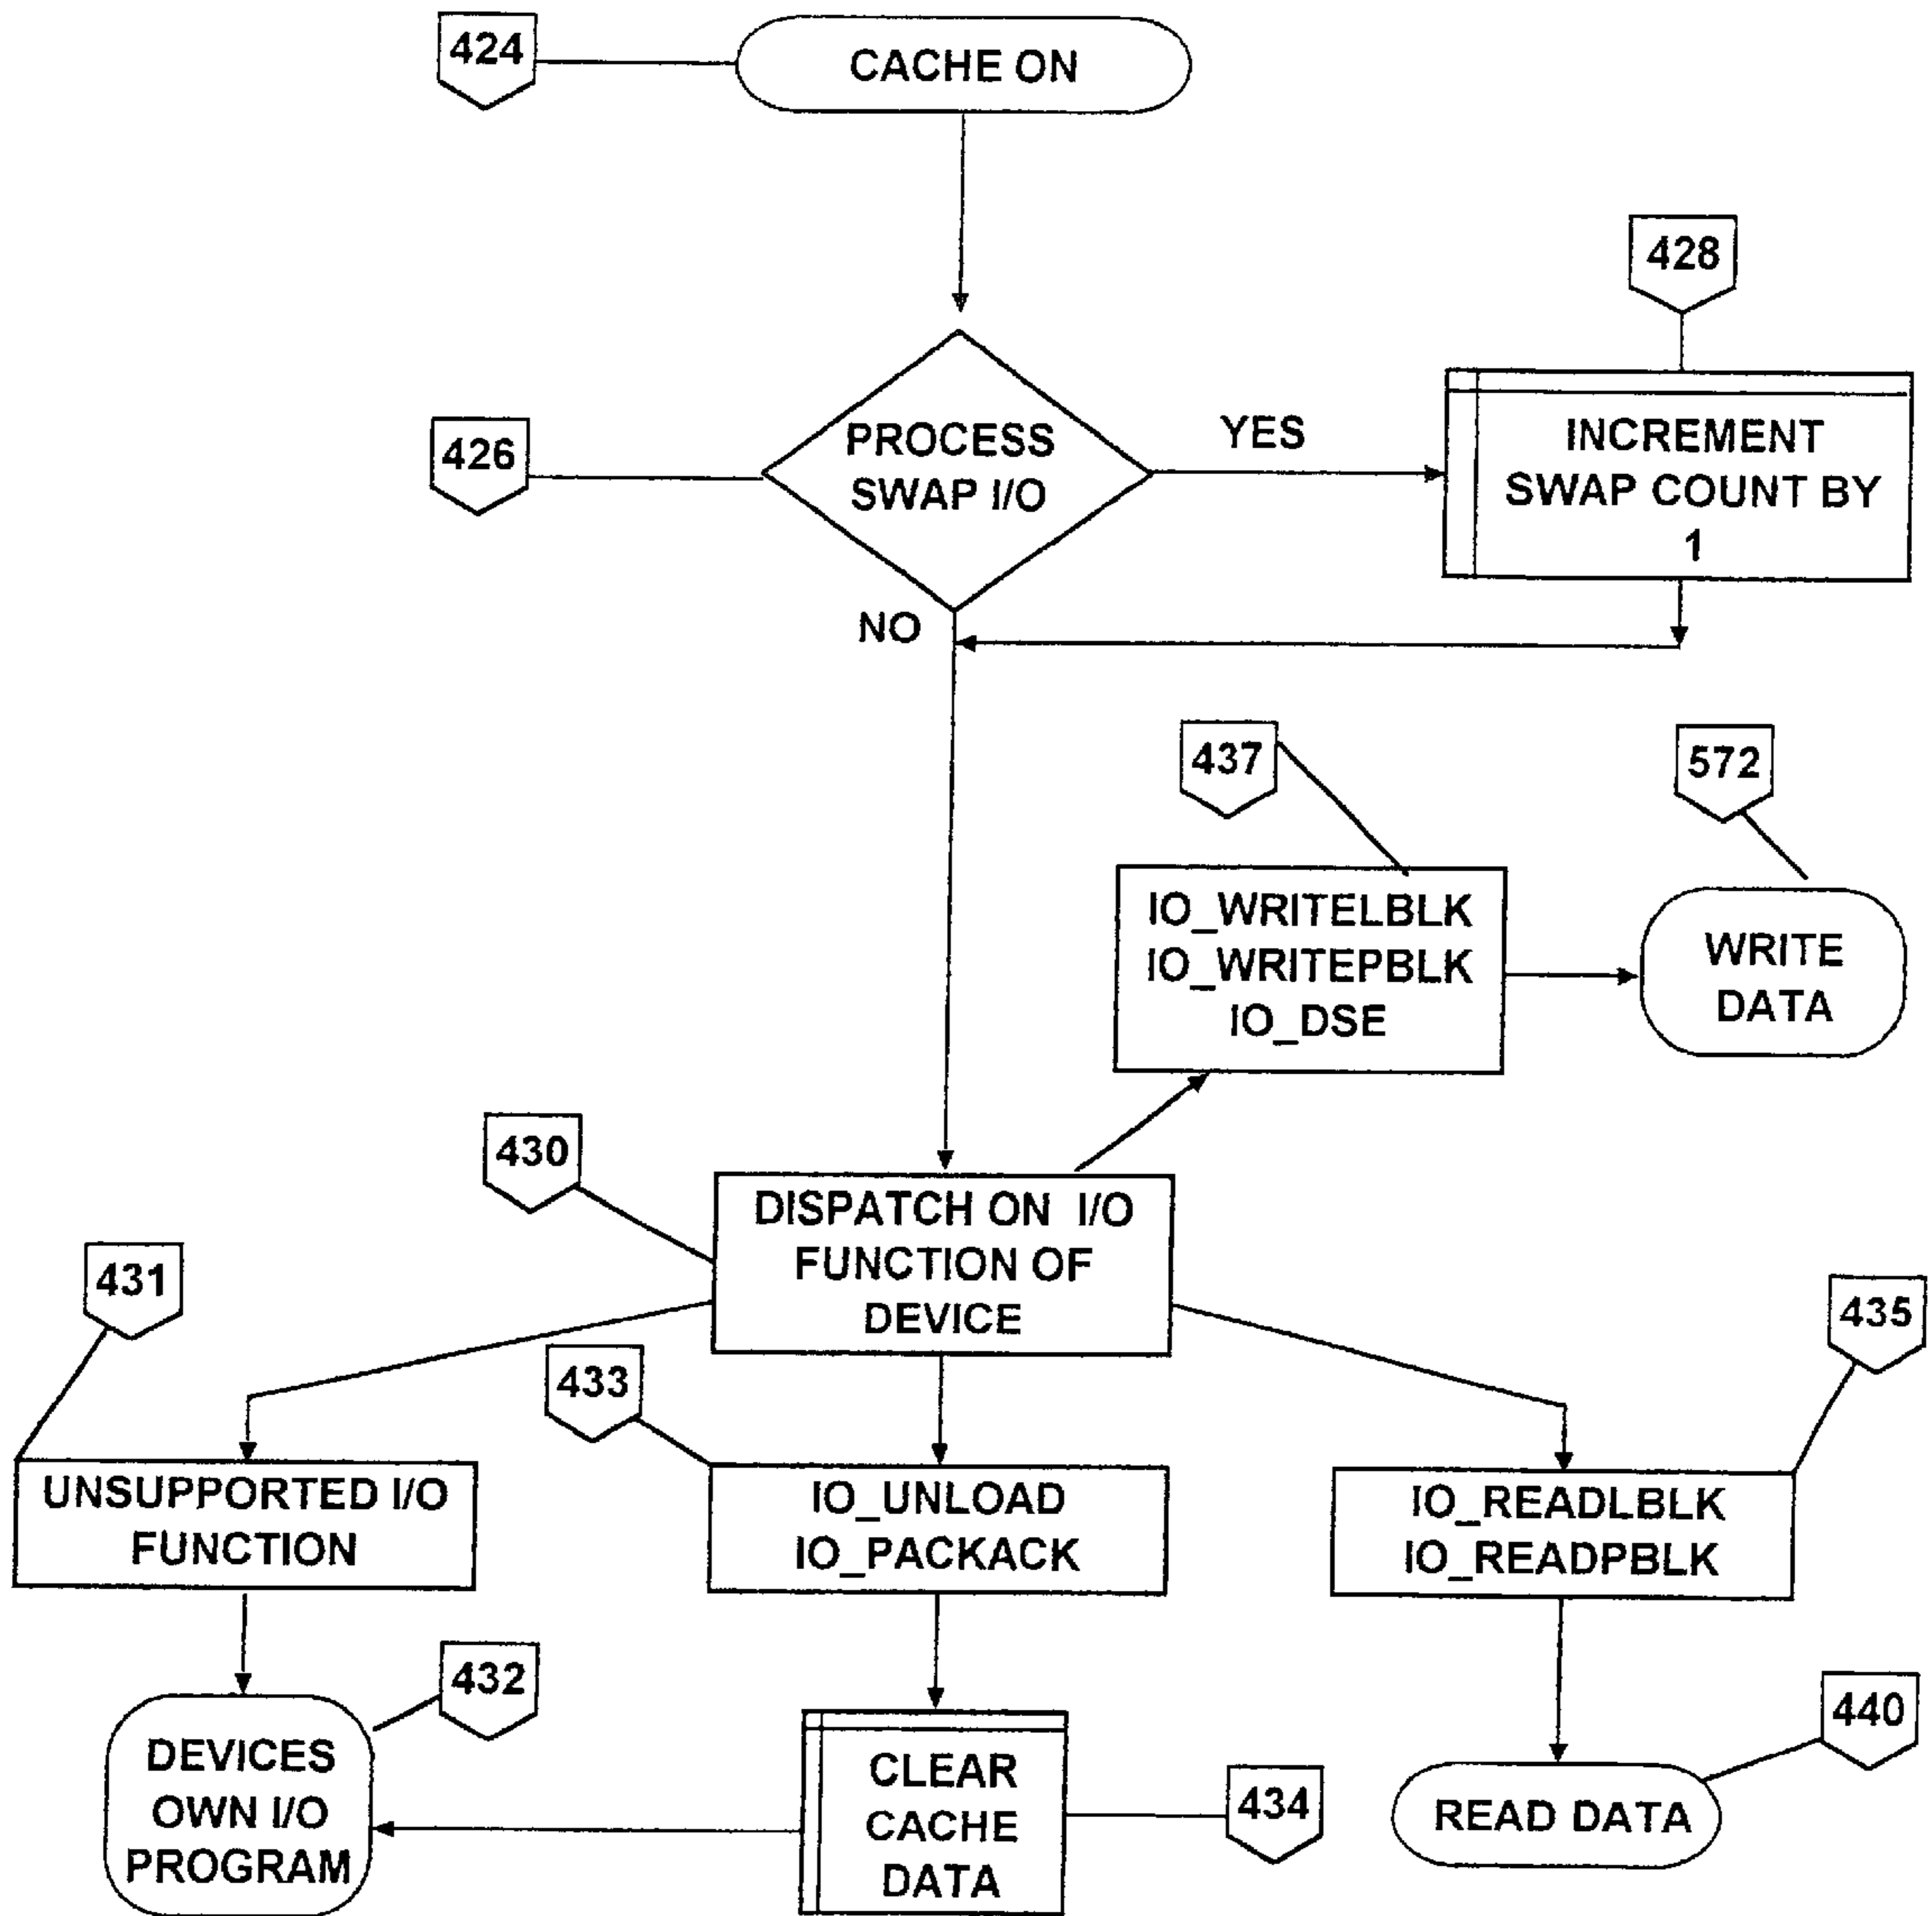 424
CACHE ON
428
426
PROCESS
SWAP I/O
YES
INCREMENT
SWAP COUNT BY
1
NO
437
572
IO_WRITELBLK
IO_WRITEPBLK
IO_DSE
WRITE
DATA
430
DISPATCH ON I/O
FUNCTION OF
DEVICE
431
433
435
UNSUPPORTED I/O
FUNCTION
IO_UNLOAD
IO_PACKACK
IO_READLBLK
IO_READPBLK
432
DEVICES
OWN I/O
PROGRAM
CLEAR
CACHE
DATA
434
440
READ DATA